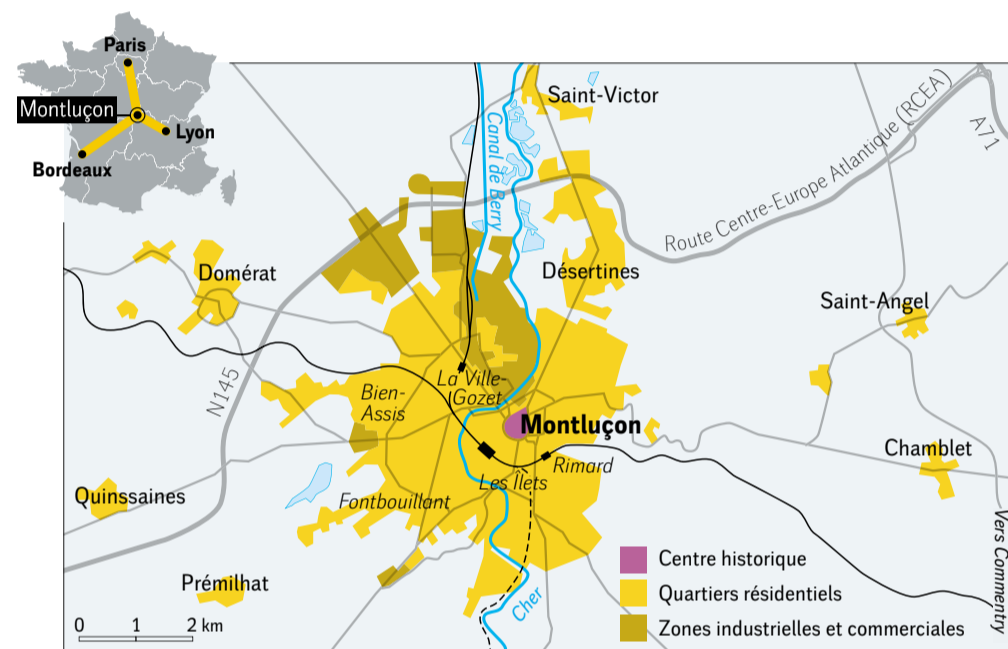 Paris
Montluçon
Lyon
Bordeaux
Saint-Victor
Canal de Berry
Route Centre-Europe Atlantique (RCEA)
A71
Domérat
Désertines
Saint-Angel
N145
La Ville-
Gozet
Bien-
Assis
Montluçon
Rimard
Les Îlets
Chamblet
Quinssaines
Fontbouillant
Vers Commentry
Prémilhat
Cher
0 1 2 km
Centre historique
Quartiers résidentiels
Zones industrielles et commerciales